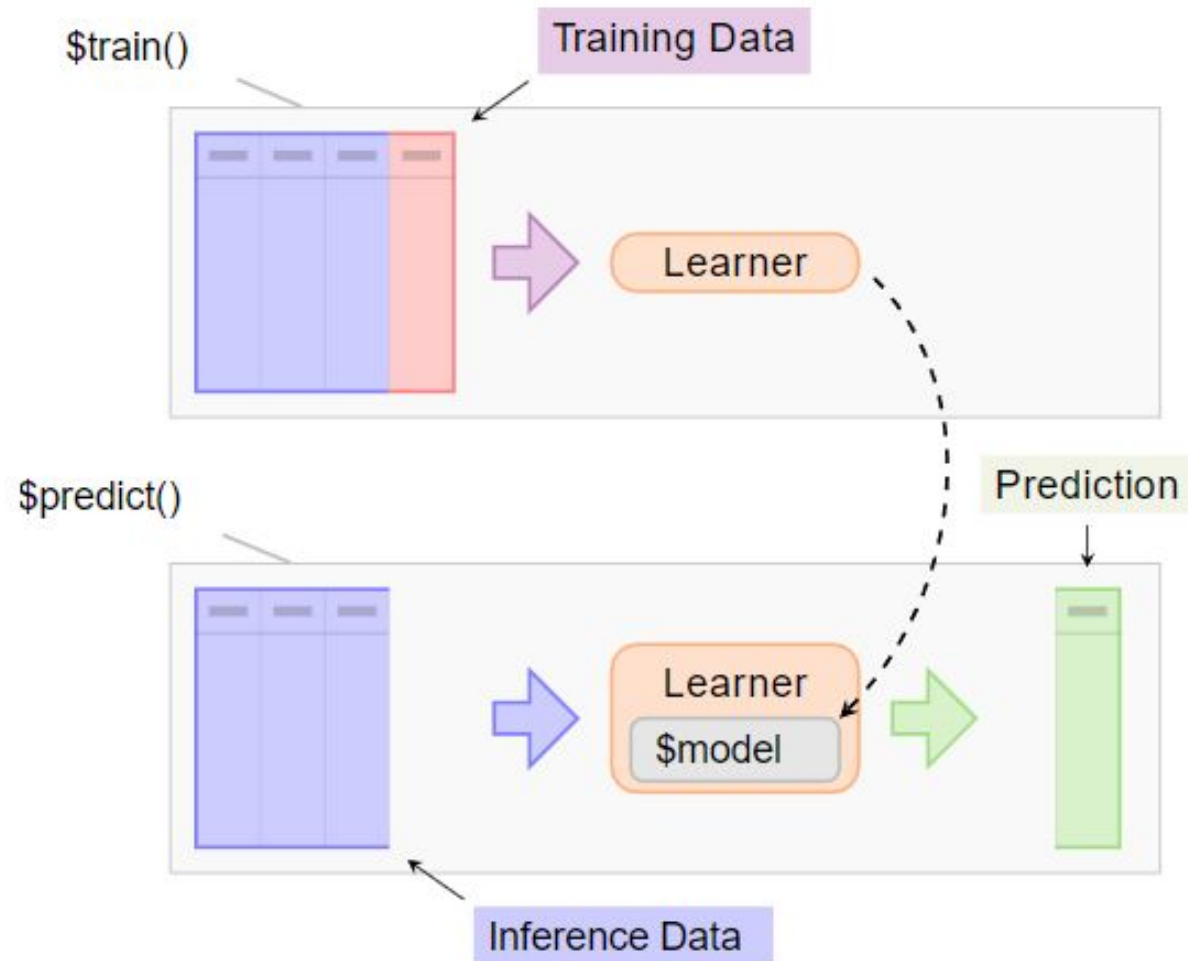 $train()
Training Data
Learner
$predict()
Prediction
Learner
$model
Inference Data